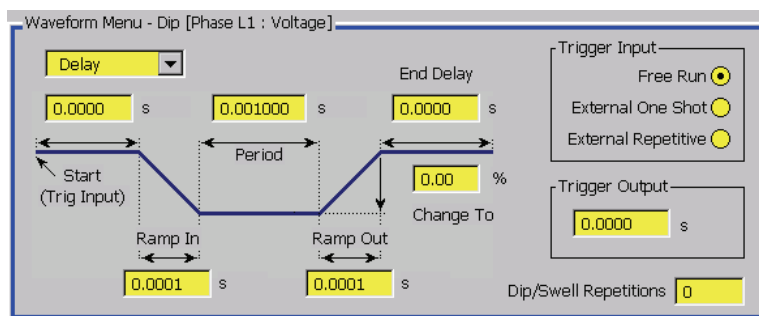 Waveform Menu - Dip [Phase L1 : Voltage]
Delay
End Delay
0.0000 s
0.001000 s
0.0000 s
Period
Start
(Trig Input)
0.00 %
Change To
Ramp In
Ramp Out
0.0001 s
0.0001 s
Trigger Input
Free Run
External One Shot
External Repetitive
Trigger Output
0.0000 s
Dip/Swell Repetitions 0